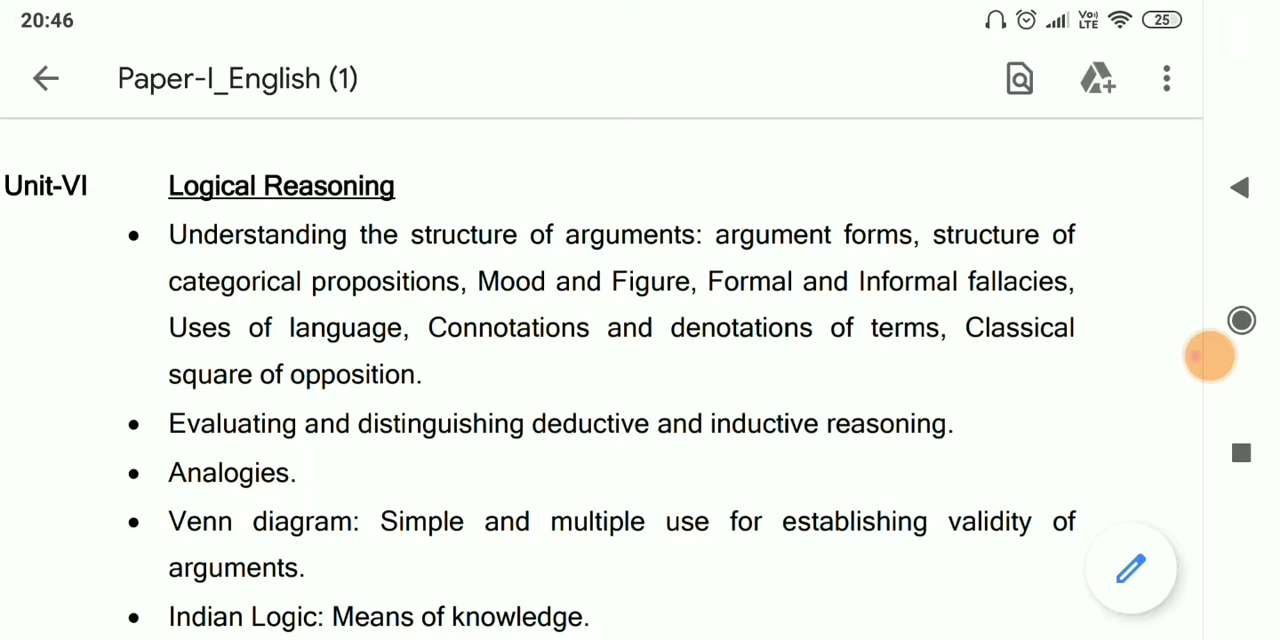 20:46
Vo) LTE
25
Paper-I_English (1)
Unit-VI Logical Reasoning
• Understanding the structure of arguments: argument forms, structure of
categorical propositions, Mood and Figure, Formal and Informal fallacies,
Uses of language, Connotations and denotations of terms, Classical
square of opposition.
• Evaluating and distinguishing deductive and inductive reasoning.
• Analogies.
• Venn diagram: Simple and multiple use for establishing validity of
arguments.
• Indian Logic: Means of knowledge.